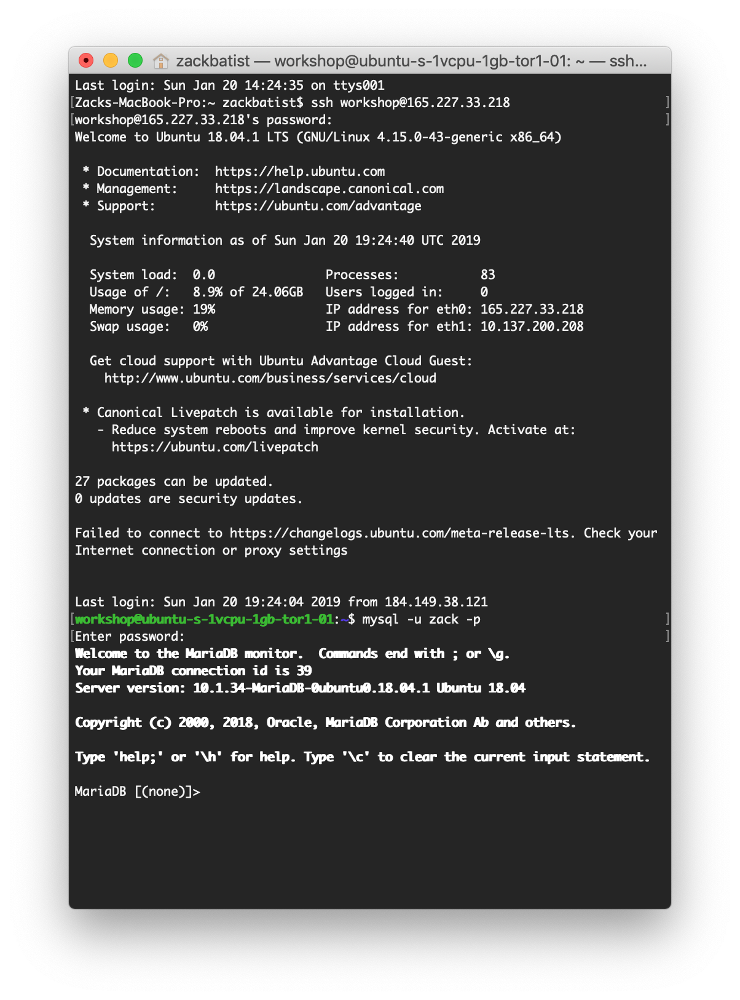 zackbatist — workshop@ubuntu-s-1vcpu-1gb-tor1-01: ~ — ssh...
Last login: Sun Jan 20 14:24:35 on ttys001
[Zacks-MacBook-Pro:~ zackbatist$ ssh workshop@165.227.33.218 ]
[workshop@165.227.33.218's password: ]
Welcome to Ubuntu 18.04.1 LTS (GNU/Linux 4.15.0-43-generic x86_64)
* Documentation: https://help.ubuntu.com
* Management: https://landscape.canonical.com
* Support: https://ubuntu.com/advantage
System information as of Sun Jan 20 19:24:40 UTC 2019
System load: 0.0 Processes: 83
Usage of /: 8.9% of 24.06GB Users logged in: 0
Memory usage: 19% IP address for eth0: 165.227.33.218
Swap usage: 0% IP address for eth1: 10.137.200.208
Get cloud support with Ubuntu Advantage Cloud Guest:
http://www.ubuntu.com/business/services/cloud
* Canonical Livepatch is available for installation.
- Reduce system reboots and improve kernel security. Activate at:
https://ubuntu.com/livepatch
27 packages can be updated.
0 updates are security updates.
Failed to connect to https://changelogs.ubuntu.com/meta-release-lts. Check your
Internet connection or proxy settings
Last login: Sun Jan 20 19:24:04 2019 from 184.149.38.121
[workshop@ubuntu-s-1vcpu-1gb-tor1-01:~$ mysql -u zack -p ]
[Enter password: ]
Welcome to the MariaDB monitor. Commands end with ; or \g.
Your MariaDB connection id is 39
Server version: 10.1.34-MariaDB-0ubuntu0.18.04.1 Ubuntu 18.04
Copyright (c) 2000, 2018, Oracle, MariaDB Corporation Ab and others.
Type 'help;' or '\h' for help. Type '\c' to clear the current input statement.
MariaDB [(none)]>